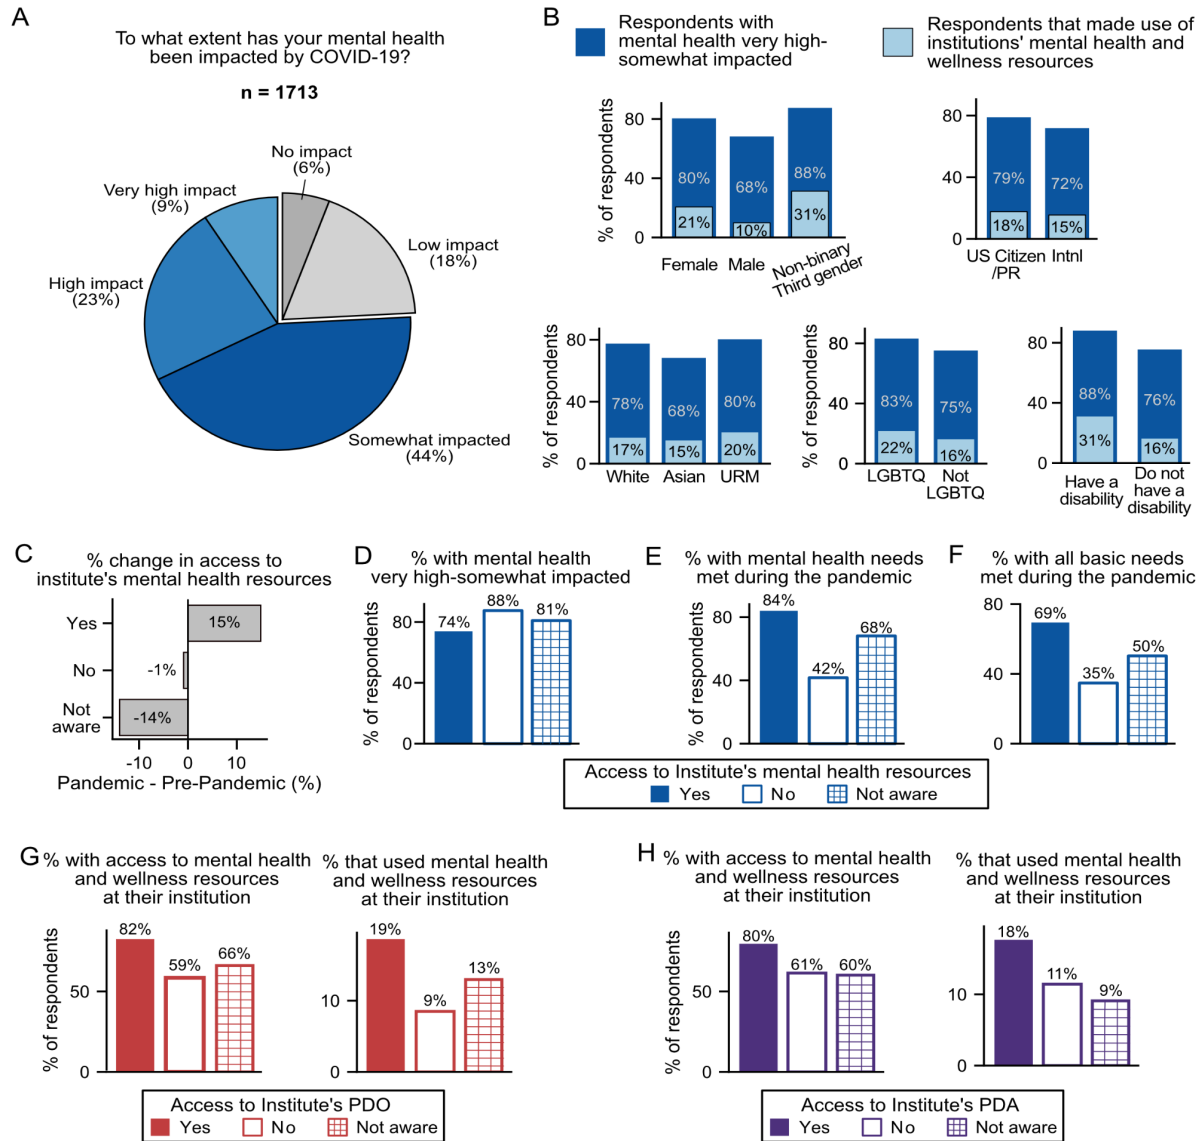 A
To what extent has your mental health
been impacted by COVID-19?
n = 1713
No impact
(6%)
Very high impact
(9%)
Low impact
(18%)
High impact
(23%)
Somewhat impacted
(44%)
B
Respondents with
mental health very high-
somewhat impacted
Respondents that made use of
institutions' mental health and
wellness resources
% of respondents
80
40
0
80%
68%
88%
21%
10%
31%
Female
Male
Non-binary
Third gender
80
40
0
79%
72%
18%
15%
US Citizen
/PR
Intnl
% of respondents
80
40
0
78%
68%
80%
17%
15%
20%
White
Asian
URM
80
40
0
83%
75%
22%
16%
LGBTQ
Not
LGBTQ
80
40
0
88%
76%
31%
16%
Have a
disability
Do not
have a
disability
C
% change in access to
institute's mental health resources
Yes
15%
No
-1%
Not
aware
-14%
-10
0
10
Pandemic - Pre-Pandemic (%)
D
% with mental health
very high-somewhat impacted
% of respondents
80
40
0
74%
88%
81%
E
% with mental health needs
met during the pandemic
% of respondents
80
40
0
84%
42%
68%
F
% with all basic needs
met during the pandemic
80
40
0
69%
35%
50%
Access to Institute's mental health resources
Yes
No
Not aware
G
% with access to mental health
and wellness resources
at their institution
% of respondents
50
0
82%
59%
66%
% that used mental health
and wellness resources
at their institution
10
0
19%
9%
13%
Access to Institute's PDO
Yes
No
Not aware
H
% with access to mental health
and wellness resources
at their institution
% of respondents
50
0
80%
61%
60%
% that used mental health
and wellness resources
at their institution
10
0
18%
11%
9%
Access to Institute's PDA
Yes
No
Not aware